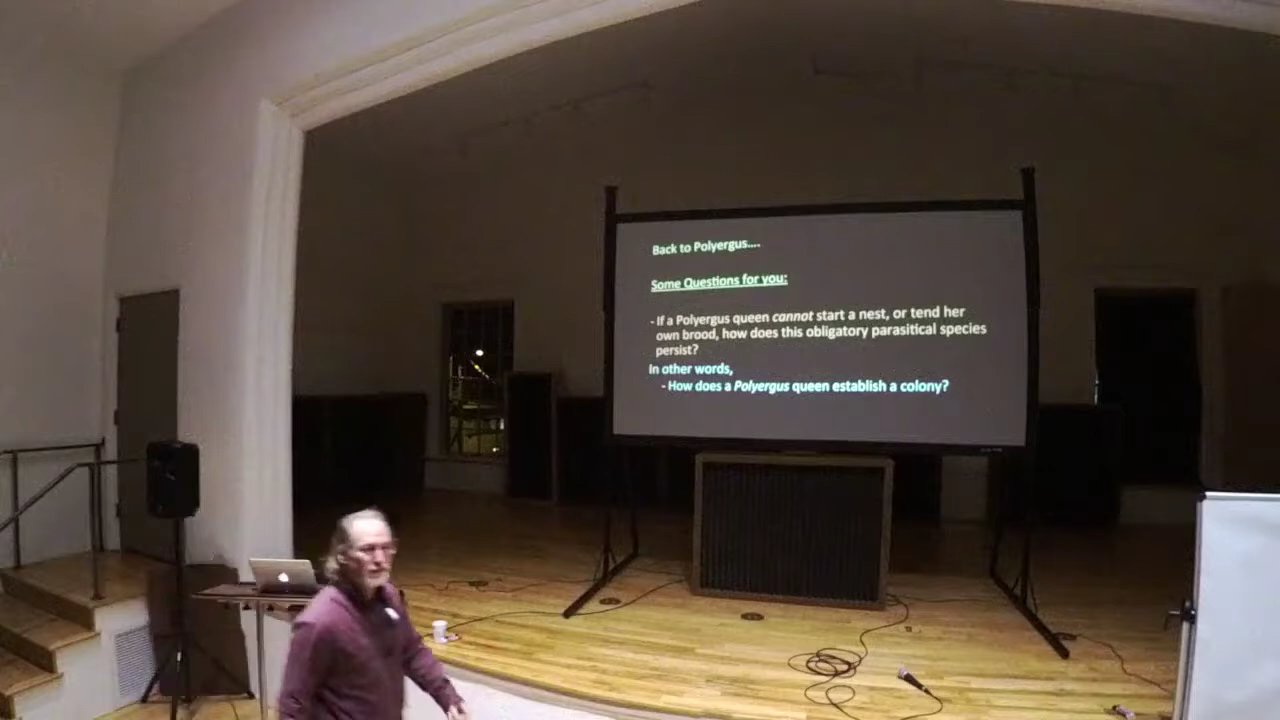 Back to Polyergus....
Some Questions for you:
- If a Polyergus queen cannot start a nest, or tend her
own brood, how does this obligatory parasitical species
persist?
In other words,
- How does a Polyergus queen establish a colony?